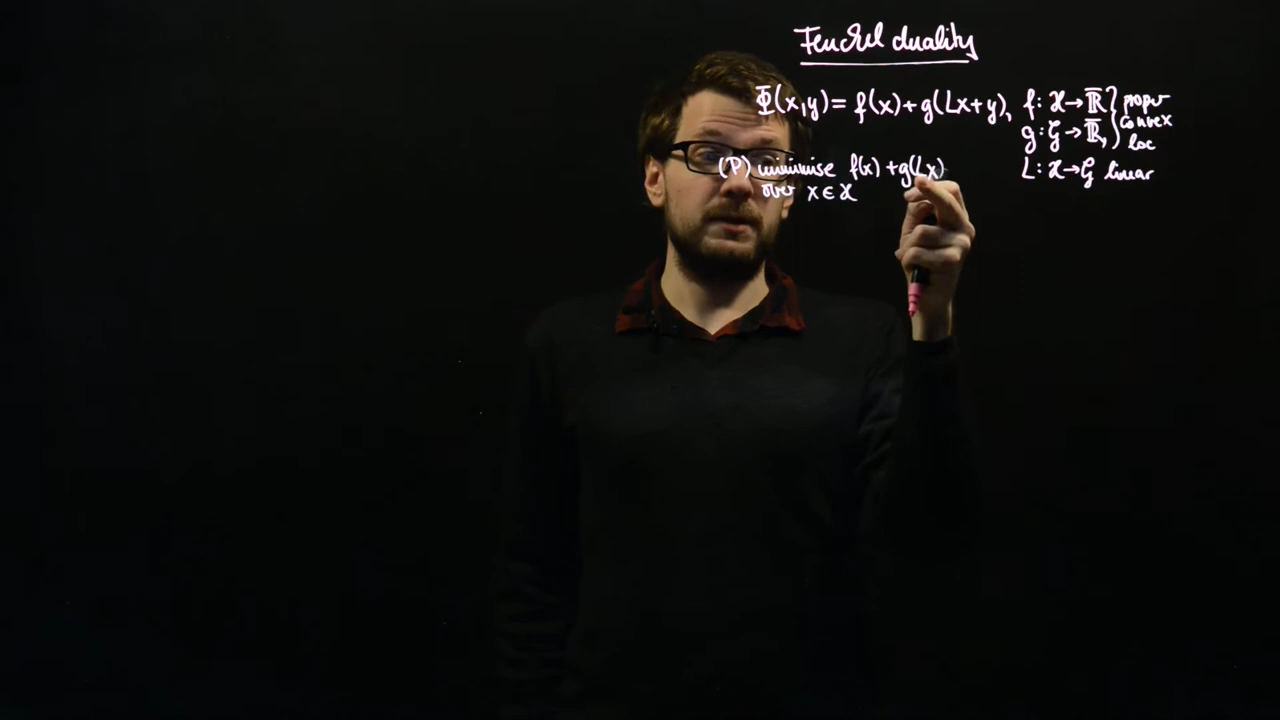 Fenchel duality
Φ(x,y) = f(x) + g(Lx+y), f: ℋ→ℝ̅ } proper
g: 𝒢→ℝ̅, } convex
lsc
(P) minimise f(x) + g(Lx) L: ℋ→𝒢 linear
over x ∈ ℋ